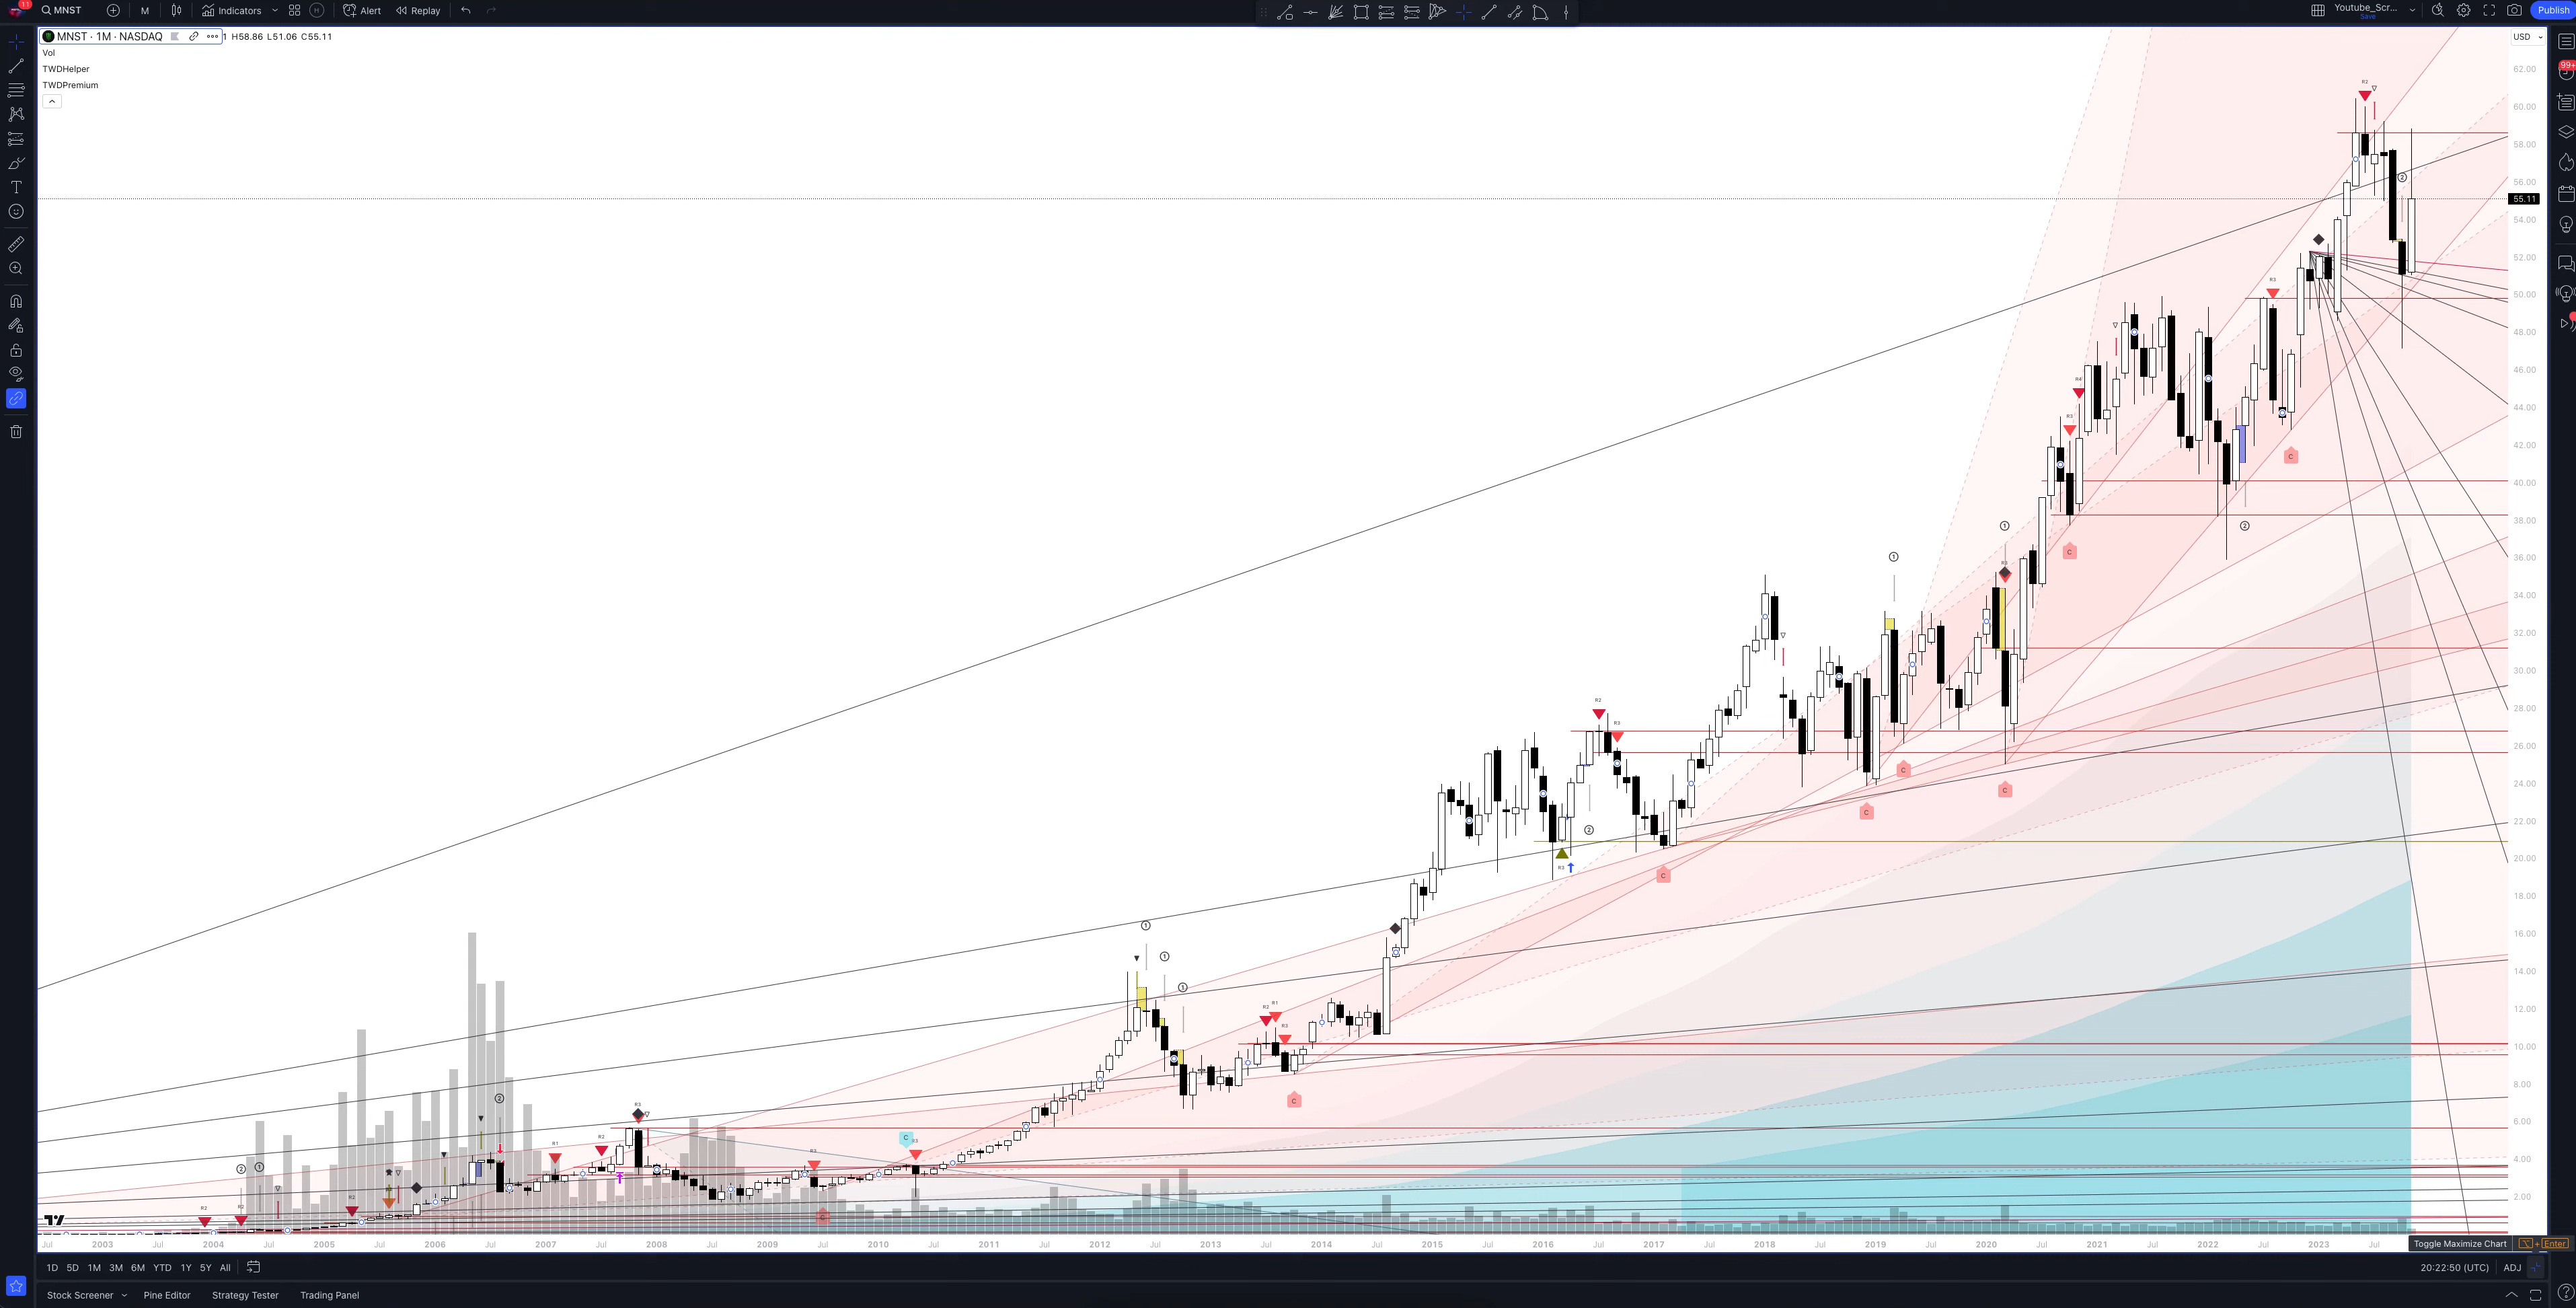 11
MNST
M
Indicators
Alert
Replay
Youtube_Scr...
Save
Publish
MNST · 1M · NASDAQ
1 H58.86 L51.06 C55.11
USD
Vol
TWDHelper
TWDPremium
99+
62.00
60.00
58.00
56.00
55.11
54.00
52.00
50.00
48.00
46.00
44.00
42.00
40.00
38.00
36.00
34.00
32.00
30.00
28.00
26.00
24.00
22.00
20.00
18.00
16.00
14.00
12.00
10.00
8.00
6.00
4.00
2.00
Jul 2003 Jul 2004 Jul 2005 Jul 2006 Jul 2007 Jul 2008 Jul 2009 Jul 2010 Jul 2011 Jul 2012 Jul 2013 Jul 2014 Jul 2015 Jul 2016 Jul 2017 Jul 2018 Jul 2019 Jul 2020 Jul 2021 Jul 2022 Jul 2023 Jul
Toggle Maximize Chart ⌥ + Enter
1D 5D 1M 3M 6M YTD 1Y 5Y All
20:22:50 (UTC) ADJ
Stock Screener Pine Editor Strategy Tester Trading Panel